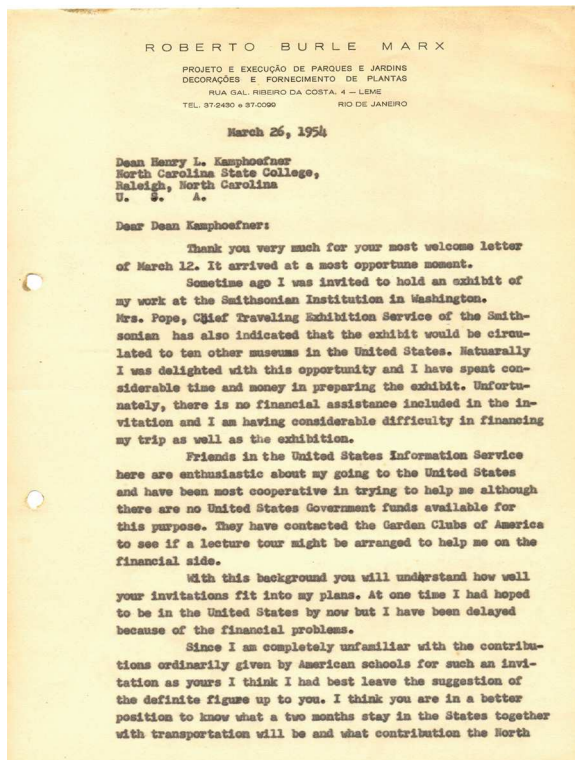 ROBERTO BURLE MARX
PROJETO E EXECUÇÃO DE PARQUES E JARDINS
DECORAÇÕES E FORNECIMENTO DE PLANTAS
RUA GAL. RIBEIRO DA COSTA, 4 — LEME
TEL. 37-2430 e 37-0099 RIO DE JANEIRO
March 26, 1954
Dean Henry L. Kamphoefner
North Carolina State College,
Raleigh, North Carolina
U. S. A.
Dear Dean Kamphoefner:
Thank you very much for your most welcome letter
of March 12. It arrived at a most opportune moment.
Sometime ago I was invited to hold an exhibit of
my work at the Smithsonian Institution in Washington.
Mrs. Pope, Chief Traveling Exhibition Service of the Smith-
sonian has also indicated that the exhibit would be circu-
lated to ten other museums in the United States. Natuarally
I was delighted with this opportunity and I have spent con-
siderable time and money in preparing the exhibit. Unfortu-
nately, there is no financial assistance included in the in-
vitation and I am having considerable difficulty in financing
my trip as well as the exhibition.
Friends in the United States Information Service
here are enthusiastic about my going to the United States
and have been most cooperative in trying to help me although
there are no United States Government funds available for
this purpose. They have contacted the Garden Clubs of America
to see if a lecture tour might be arranged to help me on the
financial side.
With this background you will understand how well
your invitations fit into my plans. At one time I had hoped
to be in the United States by now but I have been delayed
because of the financial problems.
Since I am completely unfamiliar with the contribu-
tions ordinarily given by American schools for such an invi-
tation as yours I think I had best leave the suggestion of
the definite figure up to you. I think you are in a better
position to know what a two months stay in the States together
with transportation will be and what contribution the North